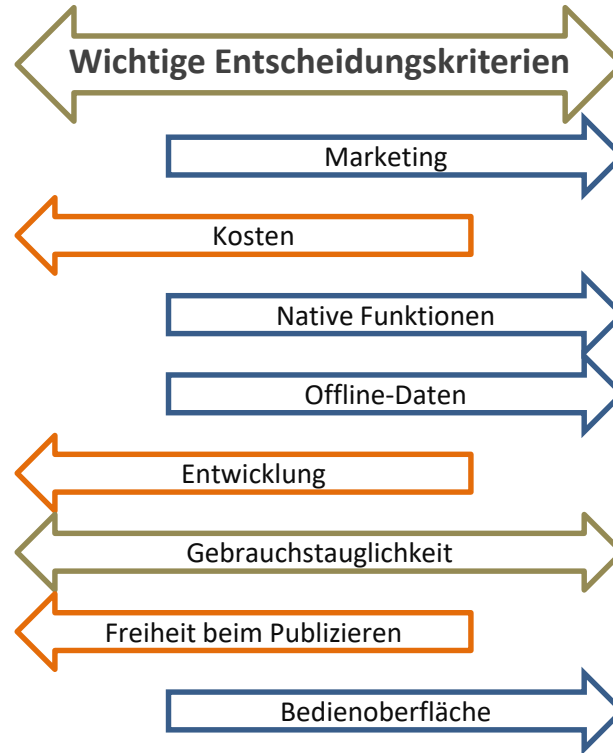 Wichtige Entscheidungskriterien
Marketing
Kosten
Native Funktionen
Offline-Daten
Entwicklung
Gebrauchstauglichkeit
Freiheit beim Publizieren
Bedienoberfläche